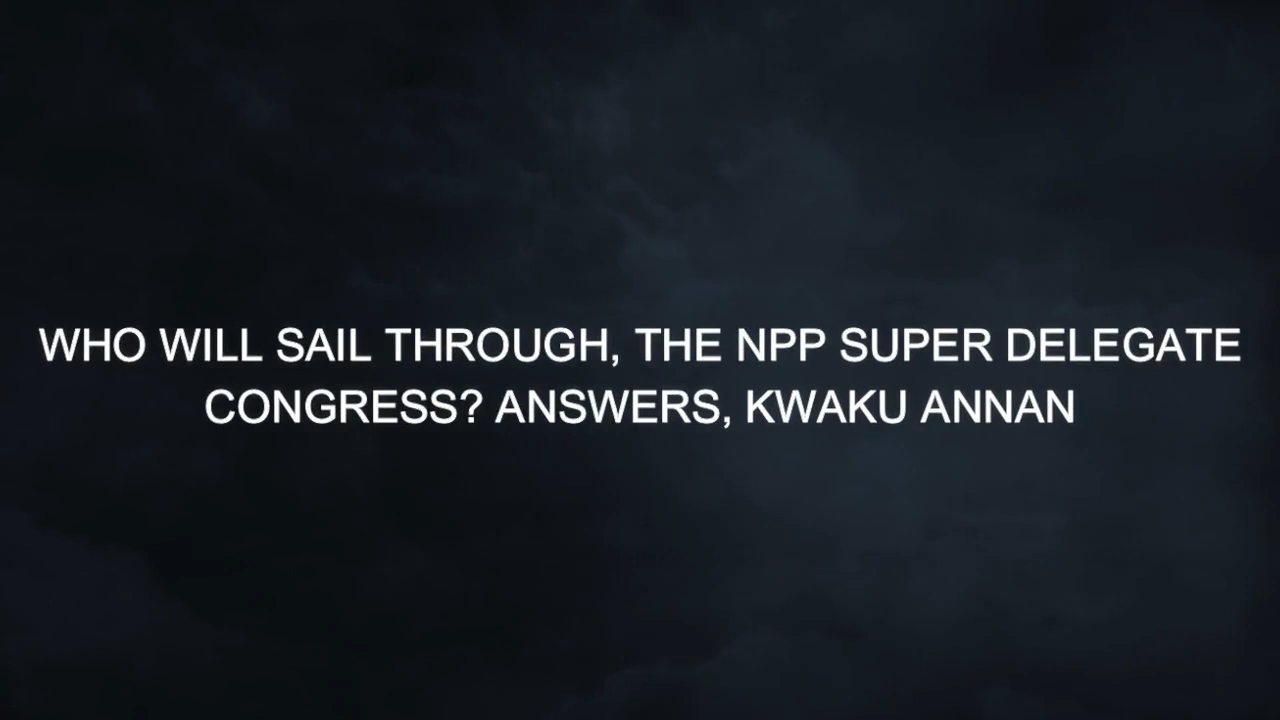 WHO WILL SAIL THROUGH, THE NPP SUPER DELEGATE
CONGRESS? ANSWERS, KWAKU ANNAN